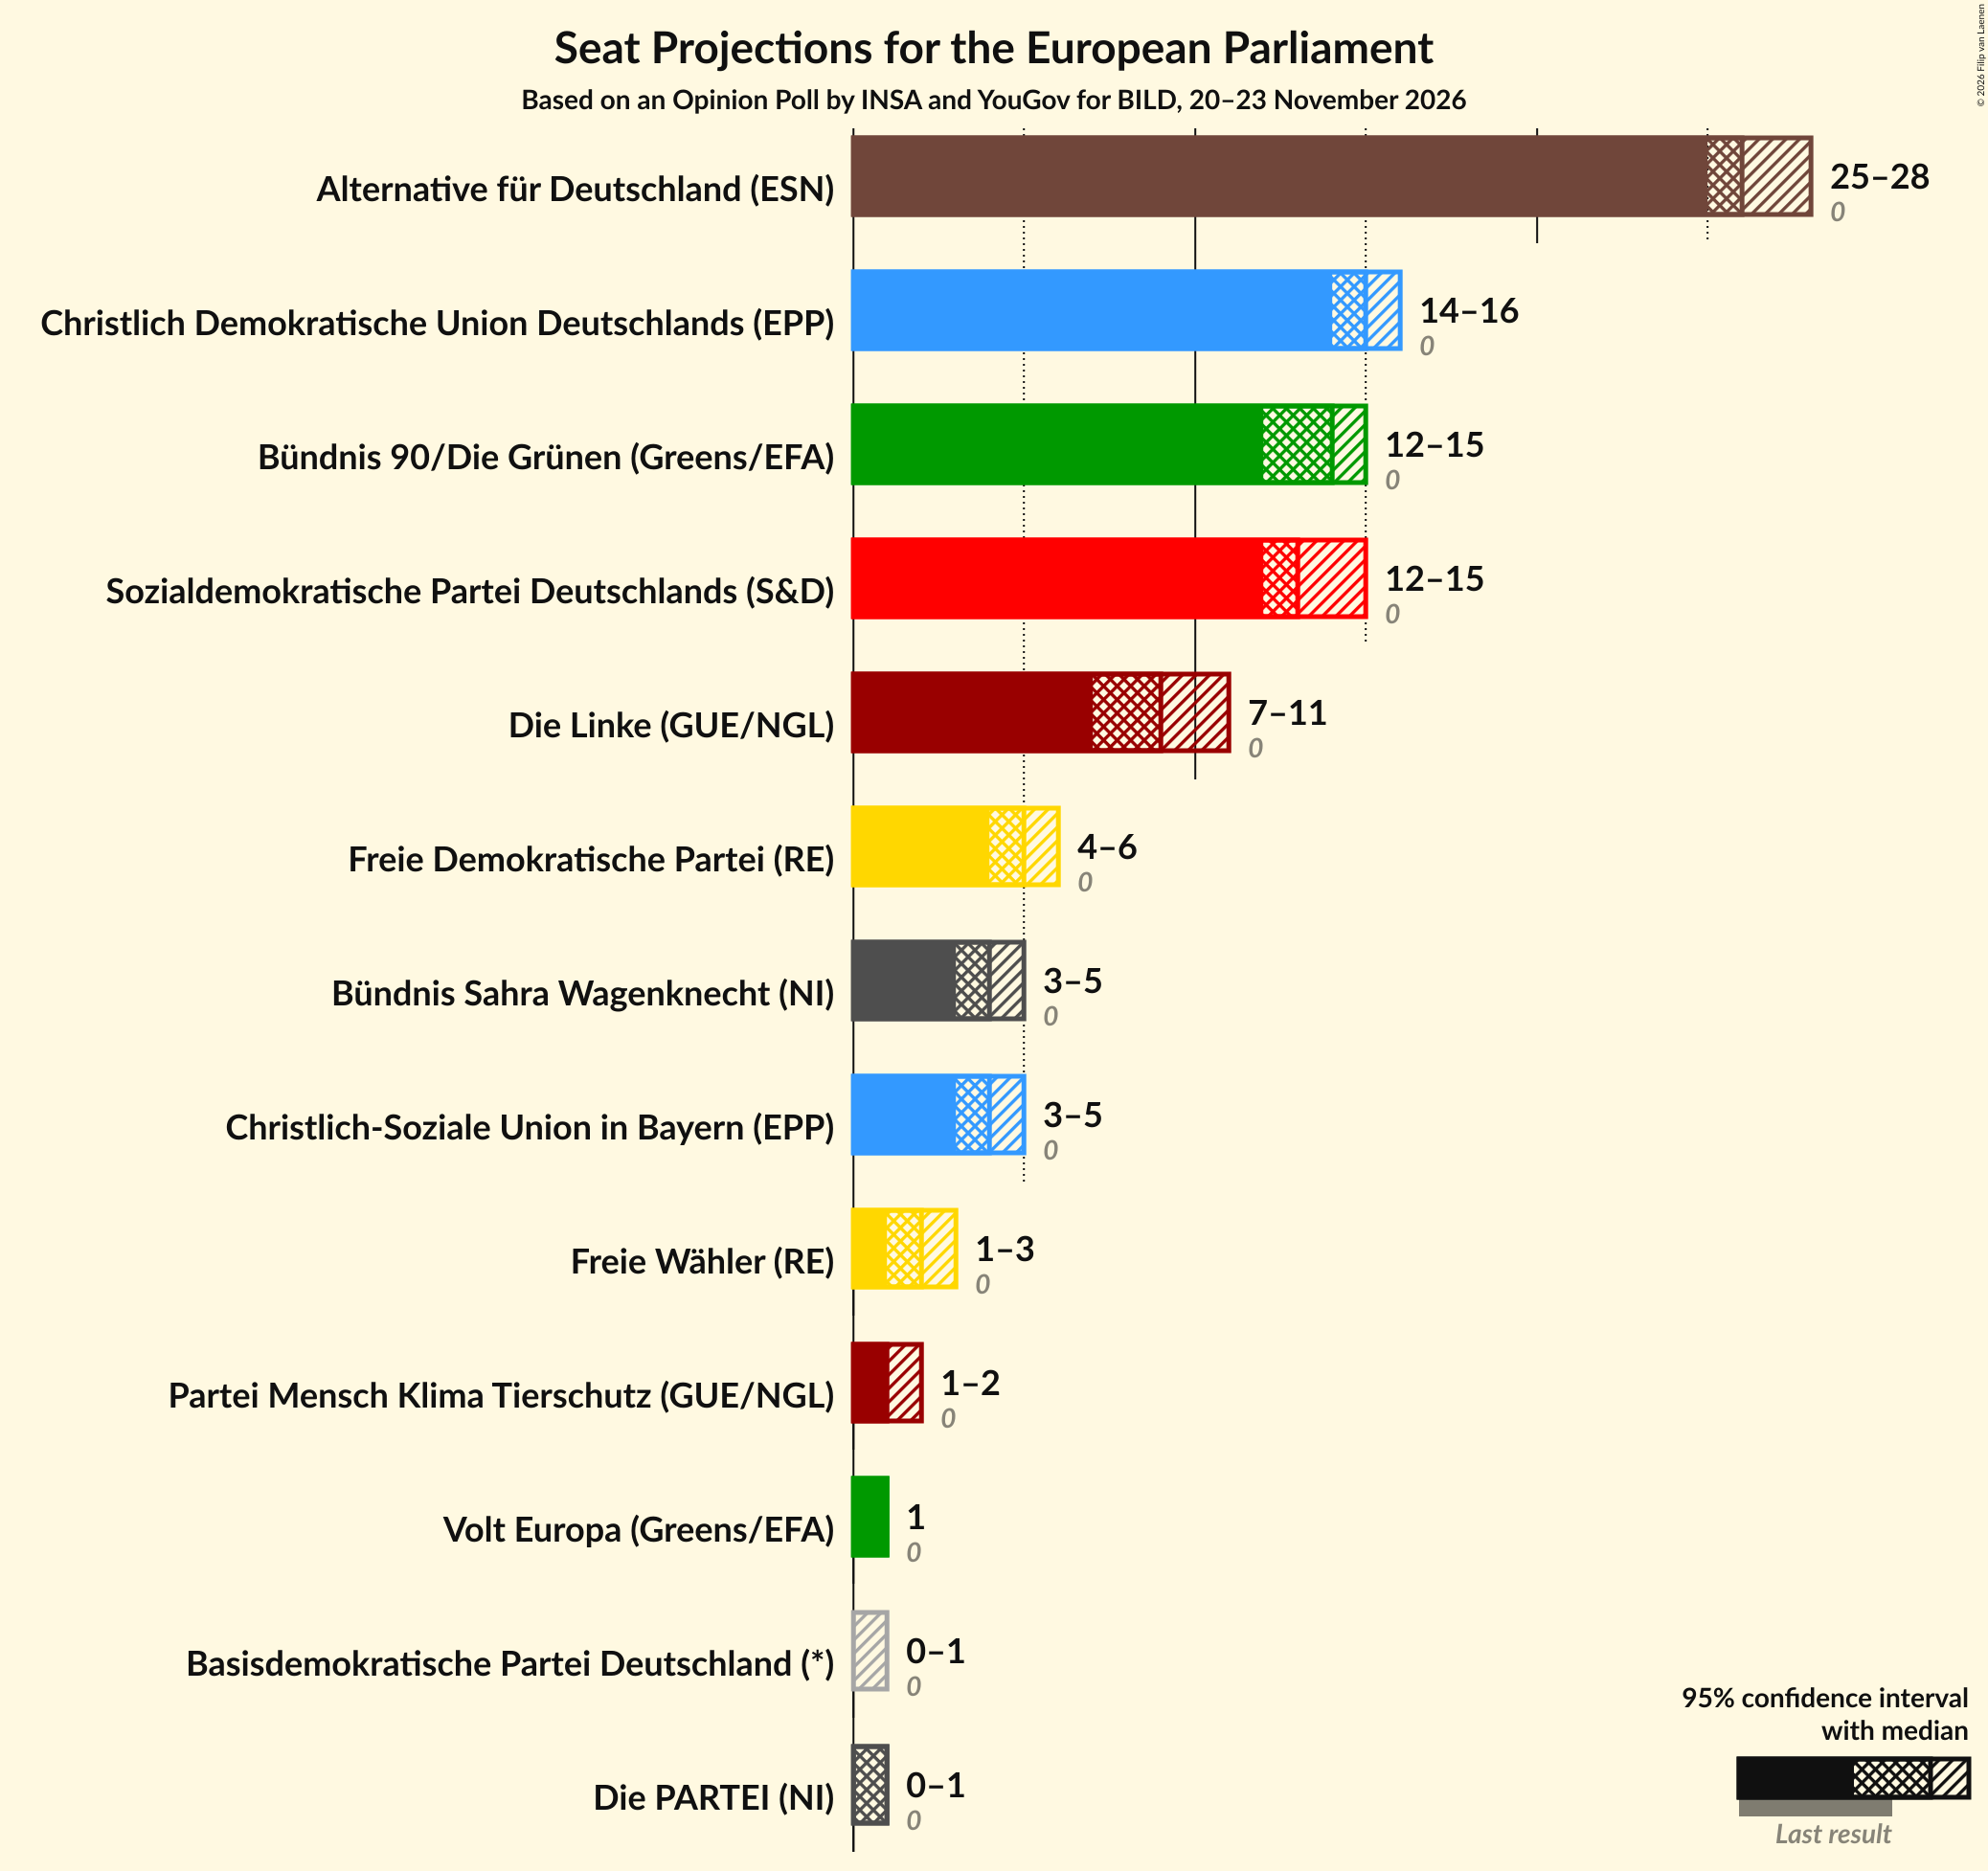 Seat Projections for the European Parliament
Based on an Opinion Poll by INSA and YouGov for BILD, 20–23 November 2026
© 2026 Filip van Laenen
Alternative für Deutschland (ESN)
25–28
0
Christlich Demokratische Union Deutschlands (EPP)
14–16
0
Bündnis 90/Die Grünen (Greens/EFA)
12–15
0
Sozialdemokratische Partei Deutschlands (S&D)
12–15
0
Die Linke (GUE/NGL)
7–11
0
Freie Demokratische Partei (RE)
4–6
0
Bündnis Sahra Wagenknecht (NI)
3–5
0
Christlich-Soziale Union in Bayern (EPP)
3–5
0
Freie Wähler (RE)
1–3
0
Partei Mensch Klima Tierschutz (GUE/NGL)
1–2
0
Volt Europa (Greens/EFA)
1
0
Basisdemokratische Partei Deutschland (*)
0–1
0
Die PARTEI (NI)
0–1
0
95% confidence interval
with median
Last result